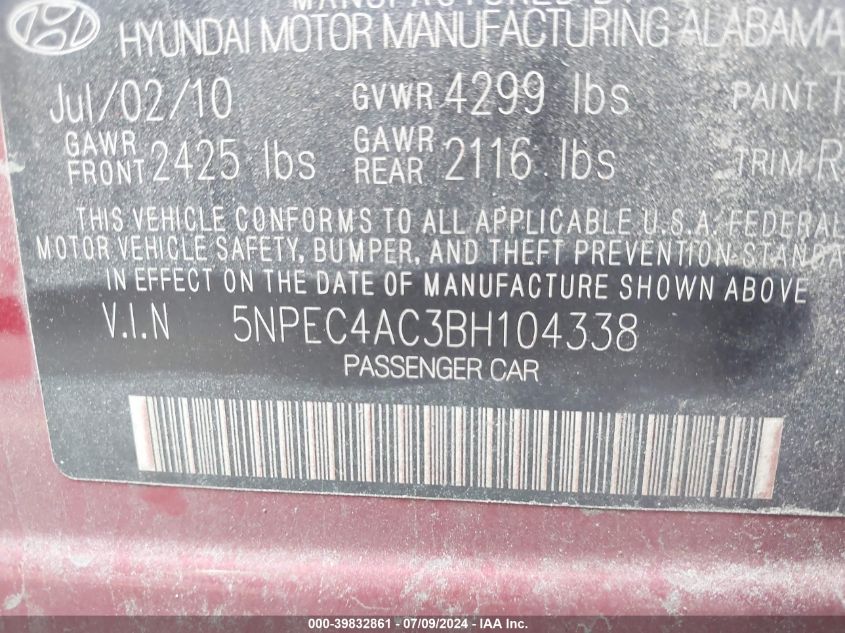 MANUFACTURED BY
HYUNDAI MOTOR MANUFACTURING ALABAMA
Jul/02/10 GVWR 4299 lbs PAINT
GAWR FRONT 2425 lbs GAWR REAR 2116 lbs TRIM
THIS VEHICLE CONFORMS TO ALL APPLICABLE U.S.A. FEDERAL
MOTOR VEHICLE SAFETY, BUMPER, AND THEFT PREVENTION
IN EFFECT ON THE DATE OF MANUFACTURE SHOWN ABOVE
V.I.N 5NPEC4AC3BH104338
PASSENGER CAR
000-39832861 / 07/09/2024 - IAA Inc.